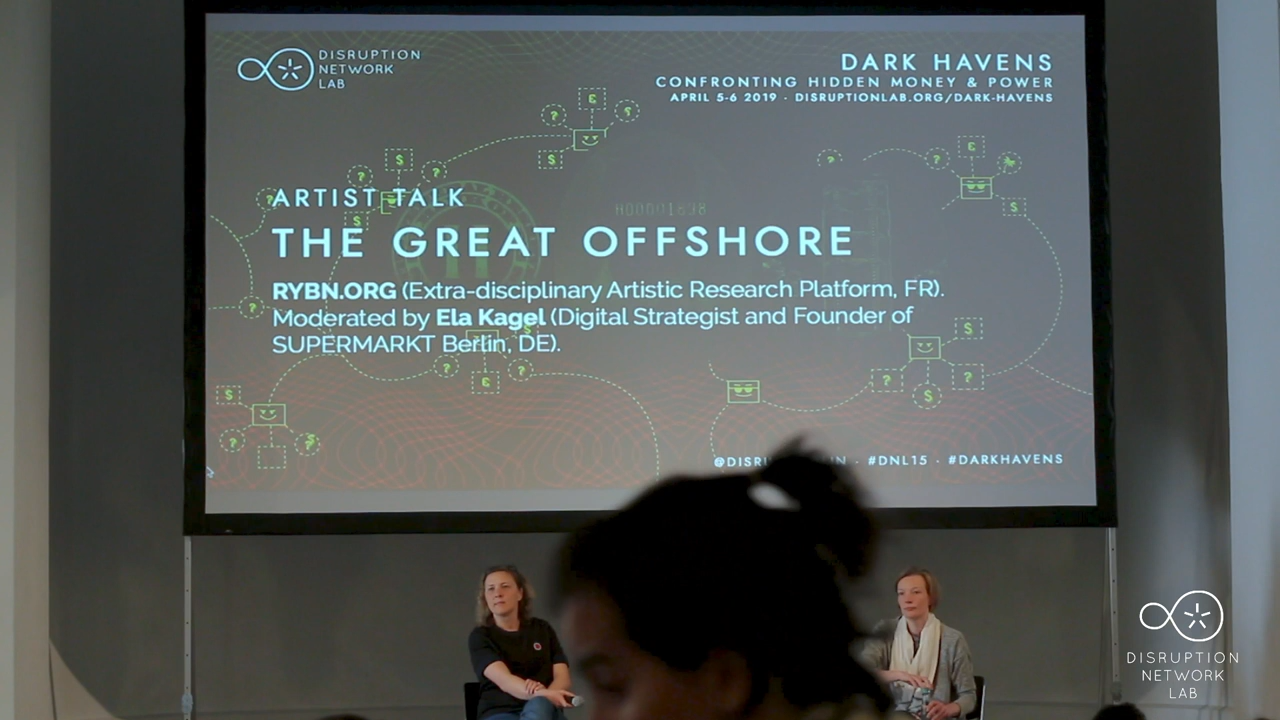 DISRUPTION
NETWORK
LAB
DARK HAVENS
CONFRONTING HIDDEN MONEY & POWER
APRIL 5-6 2019 · DISRUPTIONLAB.ORG/DARK-HAVENS
ARTIST TALK
THE GREAT OFFSHORE
RYBN.ORG (Extra-disciplinary Artistic Research Platform, FR).
Moderated by Ela Kagel (Digital Strategist and Founder of
SUPERMARKT Berlin, DE).
· #DNL15 · #DARKHAVENS
DISRUPTION
NETWORK
LAB